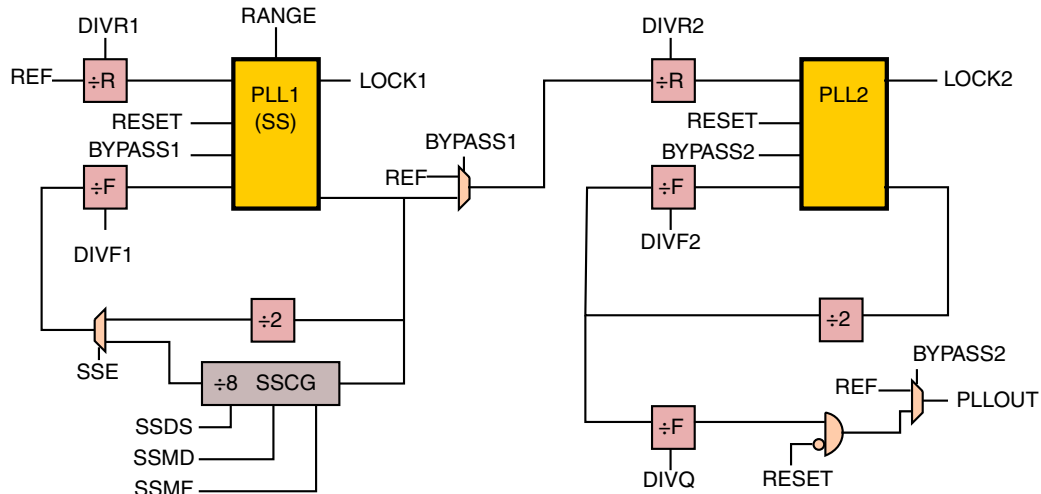 RANGE
DIVR1
DIVR2
REF
÷R
PLL1
(SS)
LOCK1
÷R
PLL2
LOCK2
RESET
BYPASS1
BYPASS1
RESET
BYPASS2
REF
÷F
÷F
DIVF1
DIVF2
÷2
÷2
SSE
÷8 SSCG
BYPASS2
REF
PLLOUT
SSDS
÷F
SSMD
RESET
DIVQ
SSMF